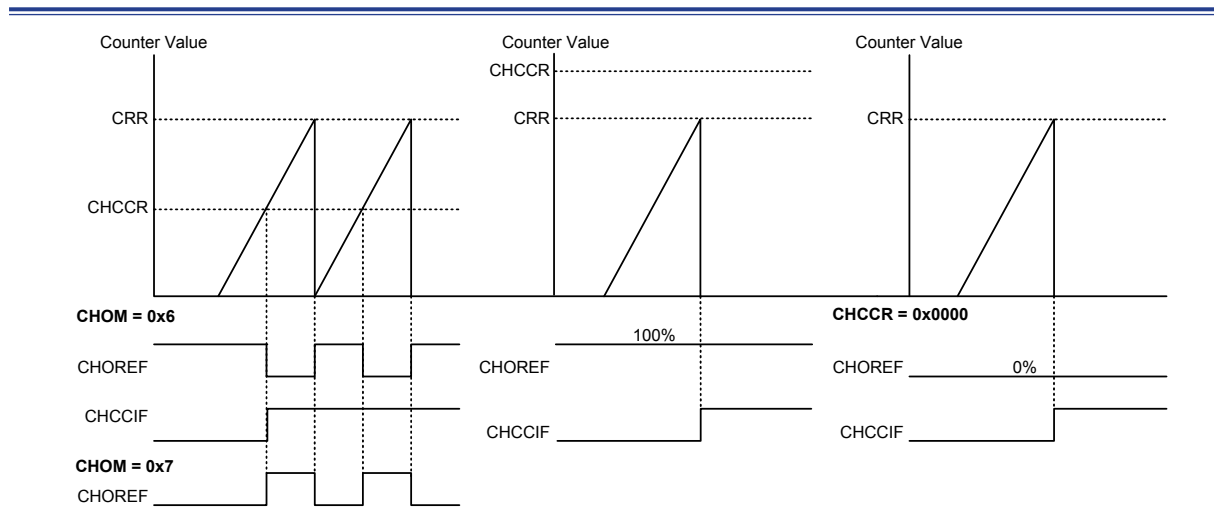 Counter Value
CRR
CHCCR
CHOM = 0x6
CHOREF
CHCCIF
CHOM = 0x7
CHOREF
Counter Value
CHCCR
CRR
100%
CHOREF
CHCCIF
Counter Value
CRR
CHCCR = 0x0000
CHOREF
0%
CHCCIF